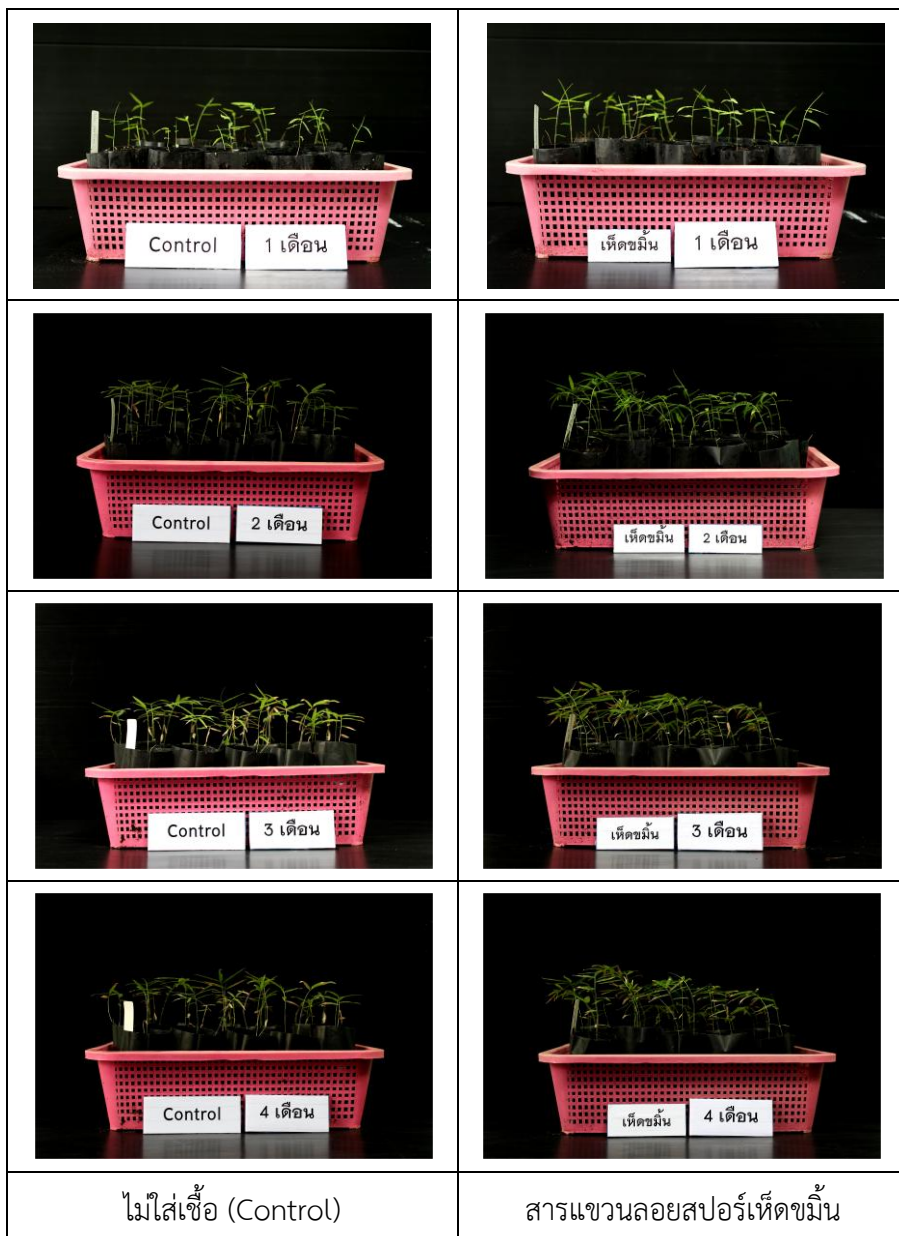 Control 1 เดือน
เห็ดขมิ้น 1 เดือน
Control 2 เดือน
เห็ดขมิ้น 2 เดือน
Control 3 เดือน
เห็ดขมิ้น 3 เดือน
Control 4 เดือน
เห็ดขมิ้น 4 เดือน
ไม่ใส่เชื้อ (Control)
สารแขวนลอยสปอร์เห็ดขมิ้น